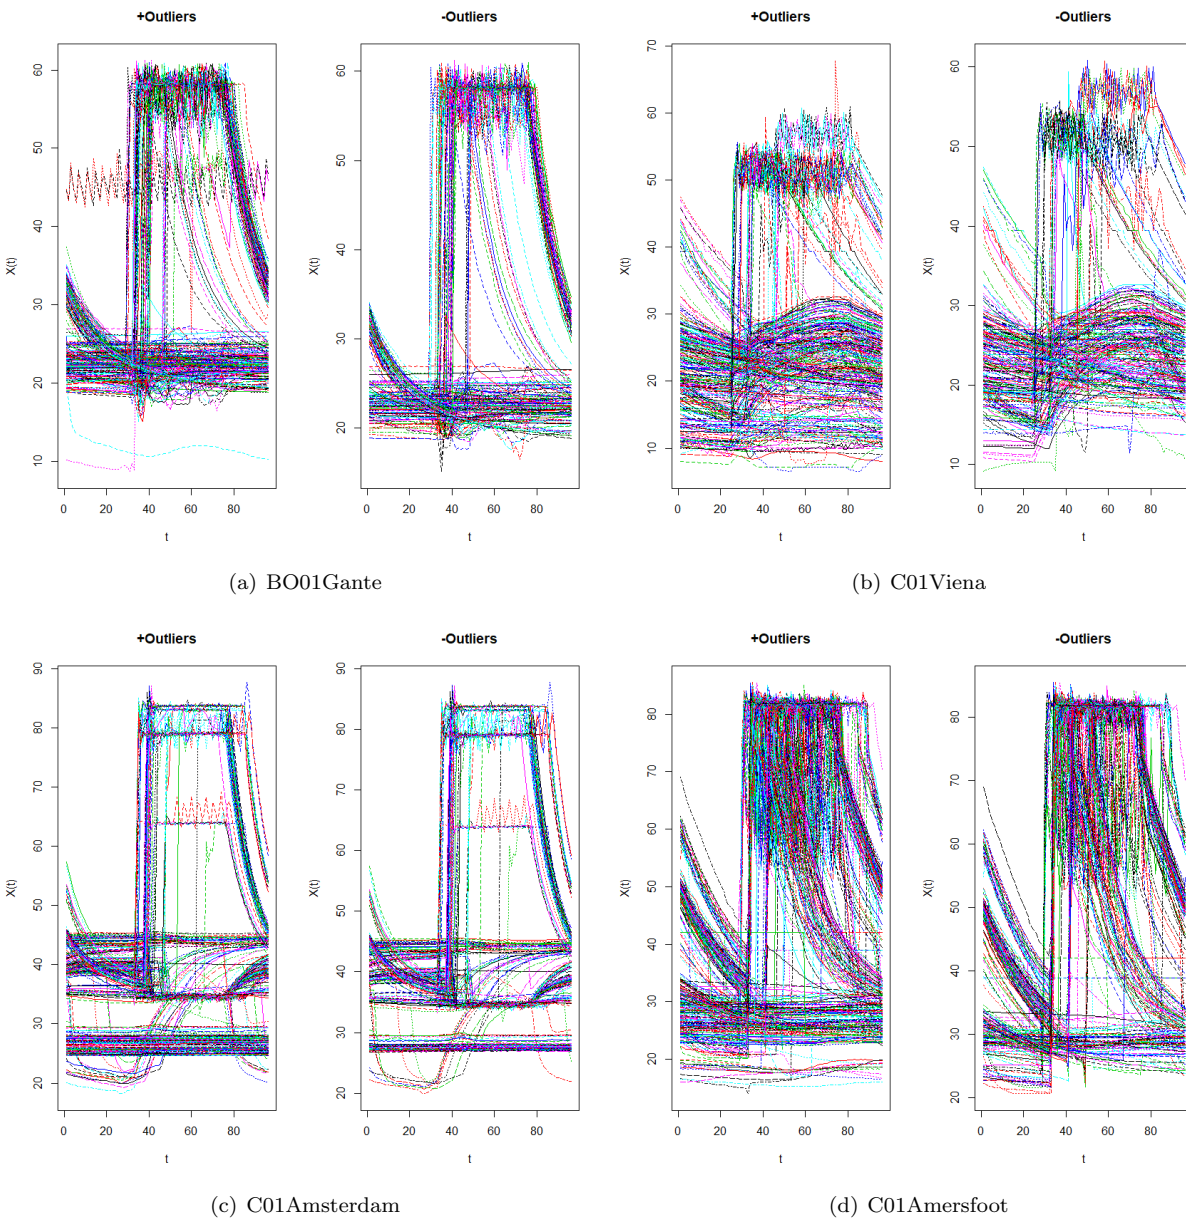 +Outliers
-Outliers
+Outliers
-Outliers
X(t)
10 20 30 40 50 60
0 20 40 60 80
t
X(t)
20 30 40 50 60
0 20 40 60 80
t
X(t)
10 20 30 40 50 60 70
0 20 40 60 80
t
X(t)
10 20 30 40 50 60
0 20 40 60 80
t
(a) BO01Gante
(b) C01Viena
+Outliers
-Outliers
+Outliers
-Outliers
X(t)
20 30 40 50 60 70 80 90
0 20 40 60 80
t
X(t)
20 30 40 50 60 70 80 90
0 20 40 60 80
t
X(t)
20 30 40 50 60 70 80
0 20 40 60 80
t
X(t)
20 30 40 50 60 70 80
0 20 40 60 80
t
(c) C01Amsterdam
(d) C01Amersfoot